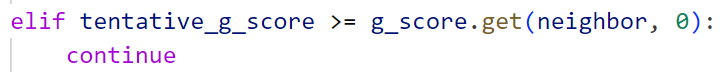 elif tentative_g_score >= g_score.get(neighbor, 0):
    continue